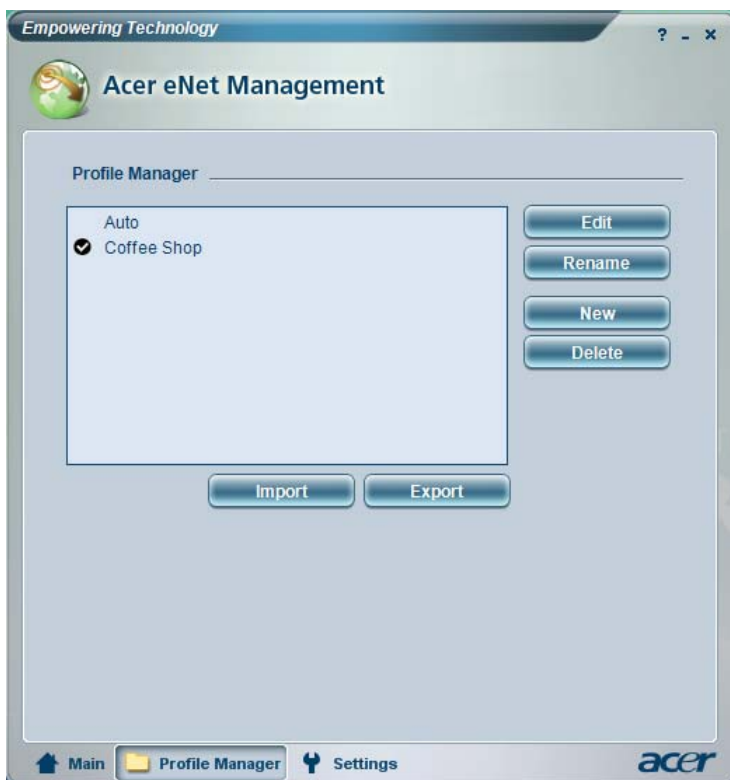 Empowering Technology
? - x
Acer eNet Management
Profile Manager
Auto
Coffee Shop
Edit
Rename
New
Delete
Import
Export
Main
Profile Manager
Settings
acer